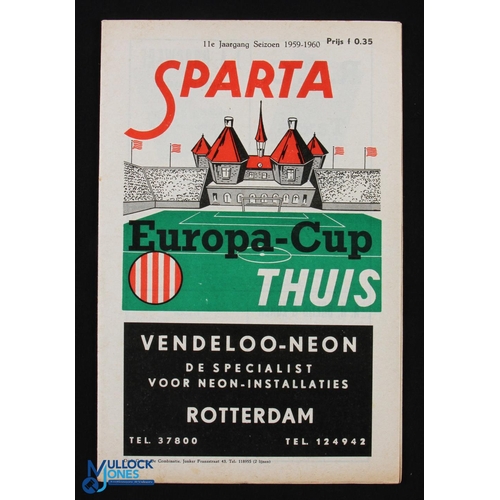 11e Jaargang Seizoen 1959-1960 Prijs f 0.35
SPARTA
Europa-Cup
THUIS
VENDELOO-NEON
DE SPECIALIST
VOOR NEON-INSTALLATIES
ROTTERDAM
TEL. 37800 TEL. 124942
MULLOCK
JONES